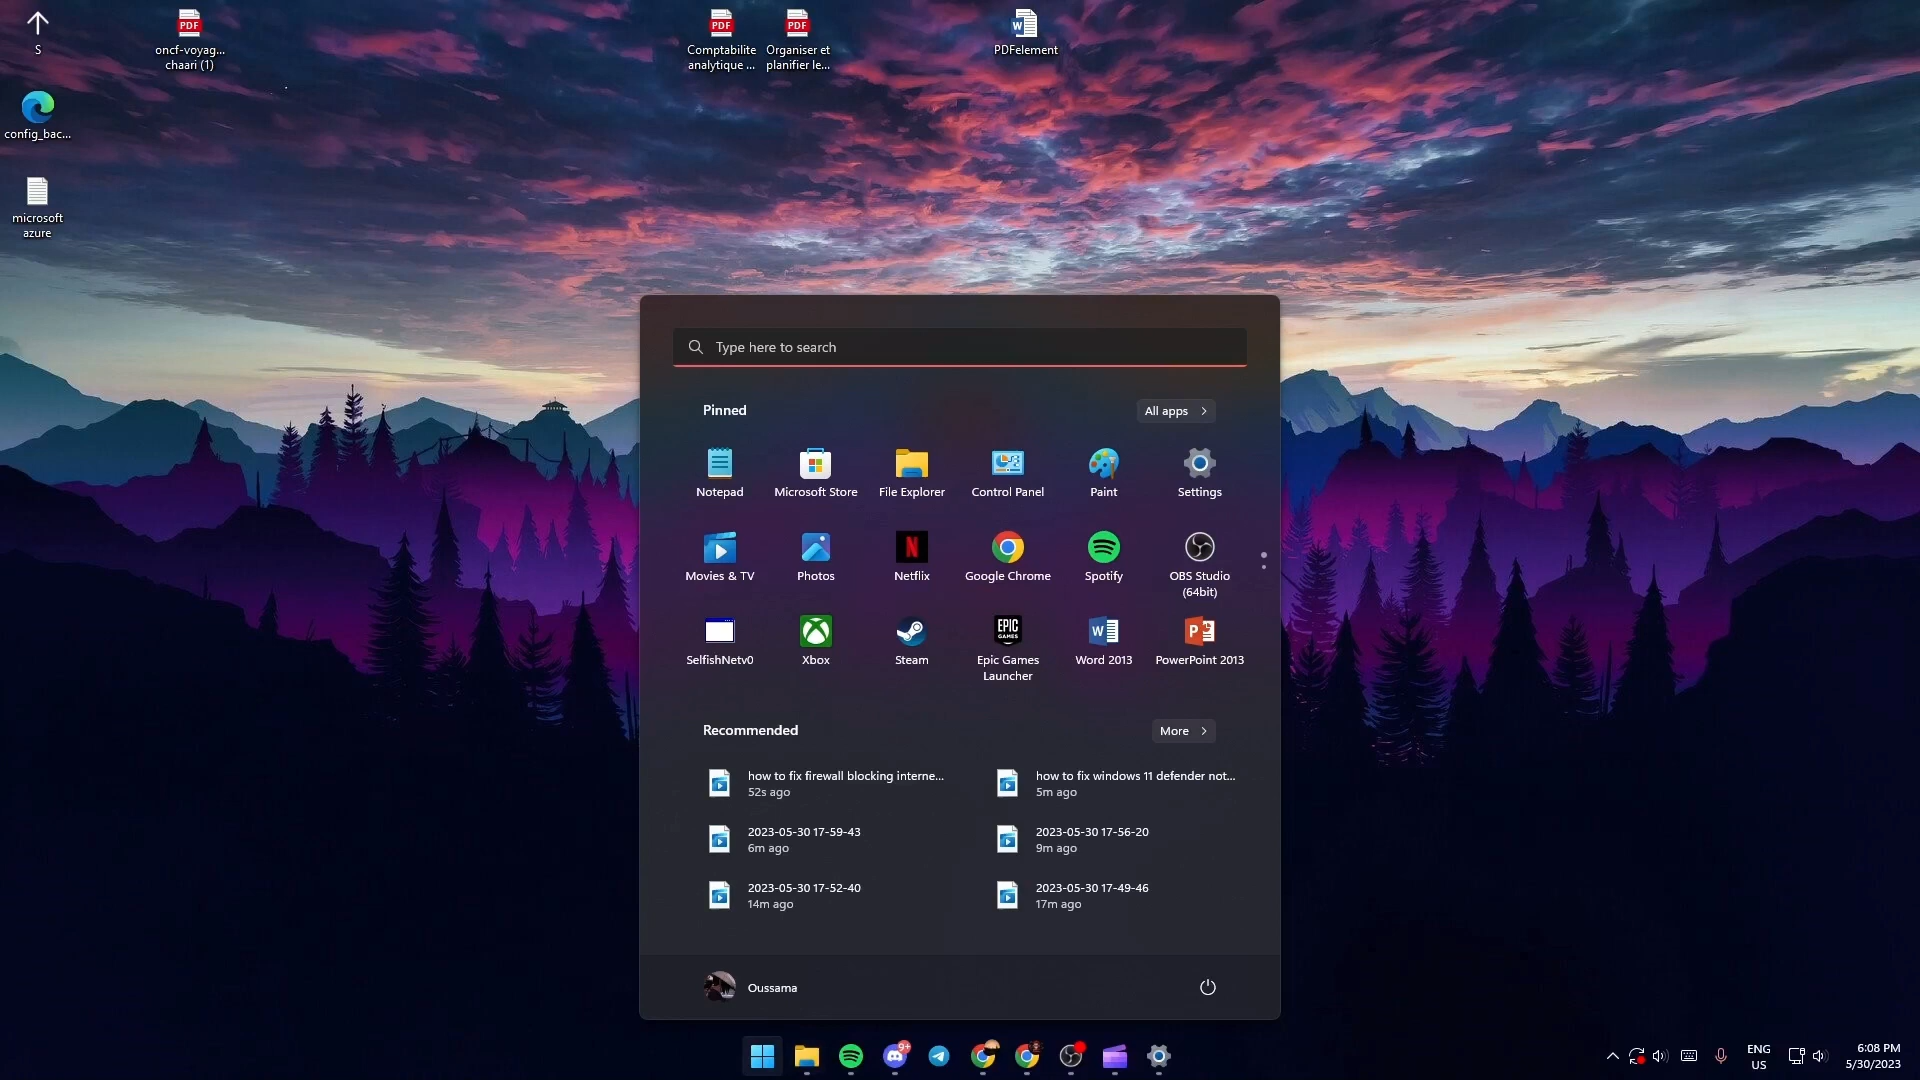 S
oncf-voyag...
chaari (1)
Comptabilite
analytique ...
Organiser et
planifier le...
PDFelement
config_bac...
microsoft
azure
Type here to search
Pinned
All apps
Notepad
Microsoft Store
File Explorer
Control Panel
Paint
Settings
Movies & TV
Photos
Netflix
Google Chrome
Spotify
OBS Studio
(64bit)
SelfishNetv0
Xbox
Steam
Epic Games
Launcher
Word 2013
PowerPoint 2013
Recommended
More
how to fix firewall blocking interne...
52s ago
how to fix windows 11 defender not...
5m ago
2023-05-30 17-59-43
6m ago
2023-05-30 17-56-20
9m ago
2023-05-30 17-52-40
14m ago
2023-05-30 17-49-46
17m ago
Oussama
9+
ENG
US
6:08 PM
5/30/2023